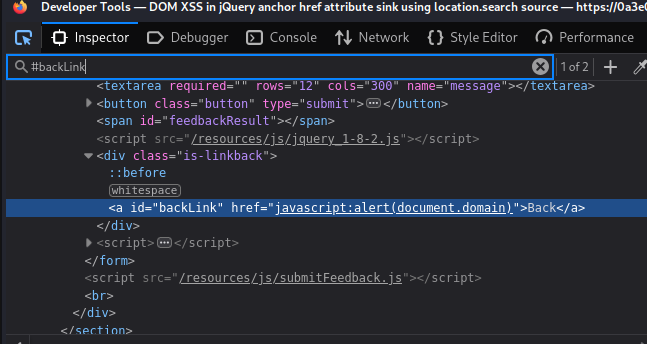 Developer Tools — DOM XSS in jQuery anchor href attribute sink using location.search source — https://0a3e0
Inspector Debugger Console Network Style Editor Performance
#backLink 1 of 2
<textarea required="" rows="12" cols="300" name="message"></textarea>
<button class="button" type="submit"></button>
<span id="feedbackResult"></span>
<script src="/resources/js/jquery_1-8-2.js"></script>
<div class="is-linkback">
::before
whitespace
<a id="backLink" href="javascript:alert(document.domain)">Back</a>
</div>
<script></script>
</form>
<script src="/resources/js/submitFeedback.js"></script>
<br>
</div>
</section>